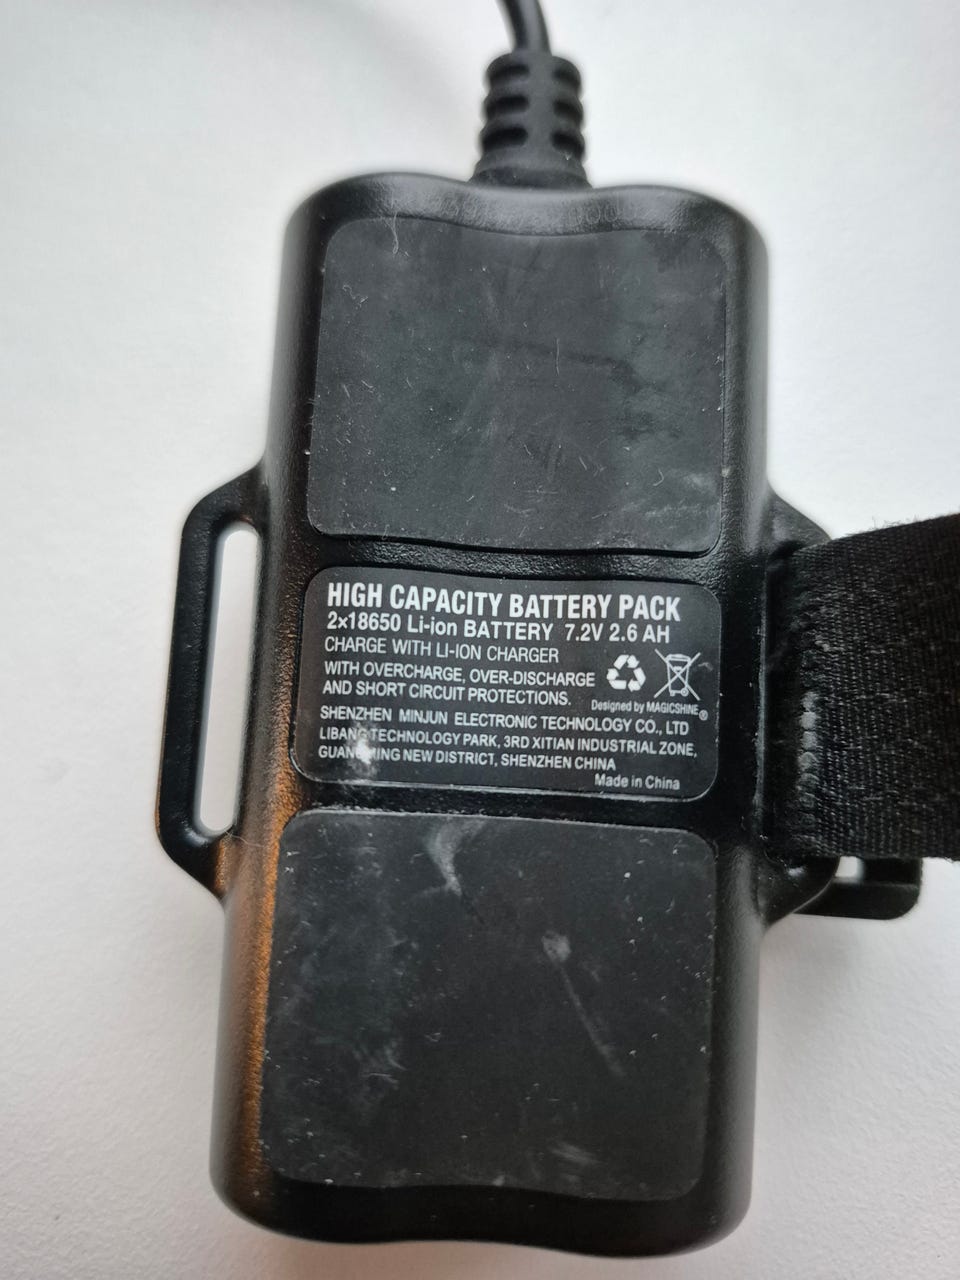 HIGH CAPACITY BATTERY PACK
2×18650 Li-ion BATTERY 7.2V 2.6 AH
CHARGE WITH LI-ION CHARGER
WITH OVERCHARGE, OVER-DISCHARGE
AND SHORT CIRCUIT PROTECTIONS.
Designed by MAGICSHINE®
SHENZHEN MINJUN ELECTRONIC TECHNOLOGY CO., LTD
LIBANG TECHNOLOGY PARK, 3RD XITIAN INDUSTRIAL ZONE,
NEW DISTRICT, SHENZHEN CHINA
Made in China